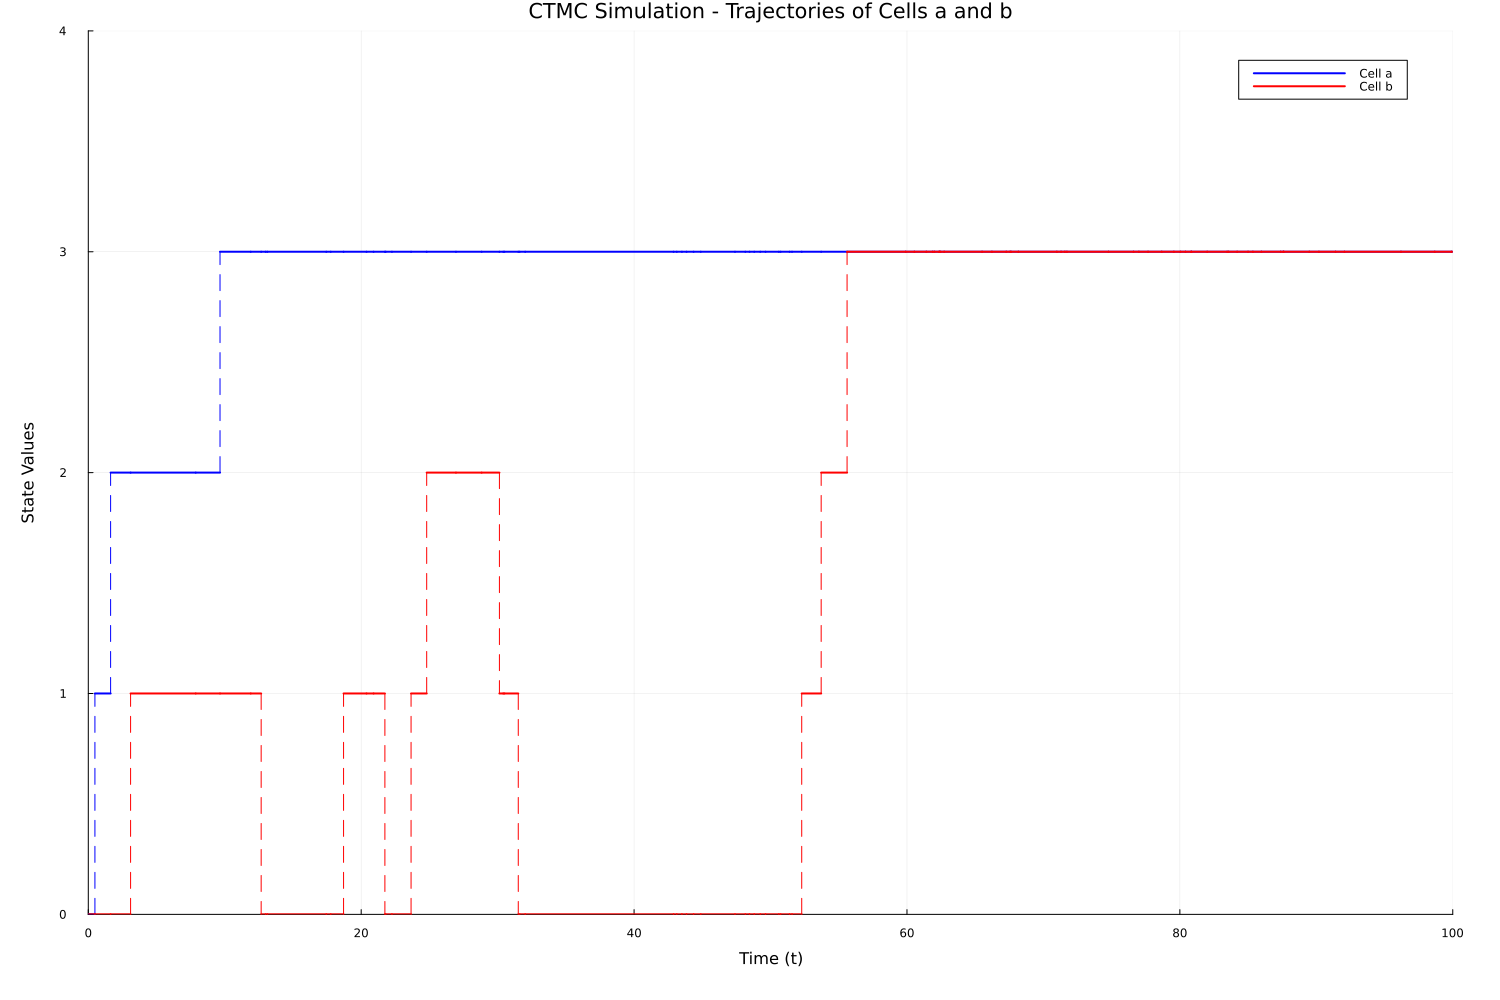 CTMC Simulation - Trajectories of Cells a and b
4
Cell a
Cell b
3
State Values
2
1
0
0 20 40 60 80 100
Time (t)